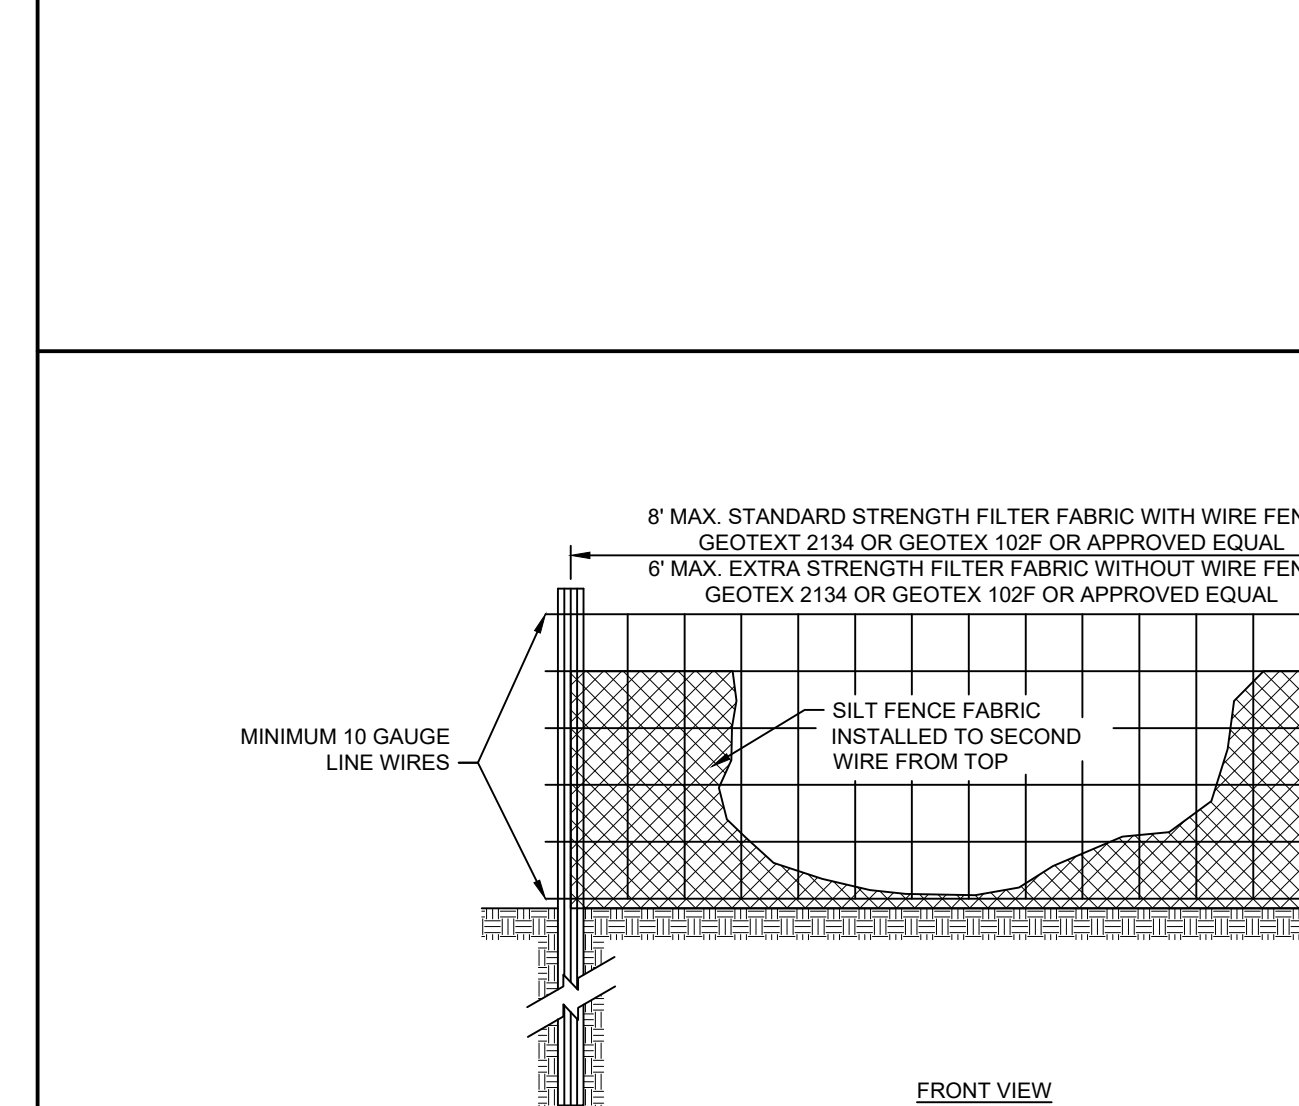 8' MAX. STANDARD STRENGTH FILTER FABRIC WITH WIRE FEN
GEOTEXT 2134 OR GEOTEX 102F OR APPROVED EQUAL
6' MAX. EXTRA STRENGTH FILTER FABRIC WITHOUT WIRE FEN
GEOTEX 2134 OR GEOTEX 102F OR APPROVED EQUAL
SILT FENCE FABRIC
INSTALLED TO SECOND
WIRE FROM TOP
MINIMUM 10 GAUGE
LINE WIRES
FRONT VIEW